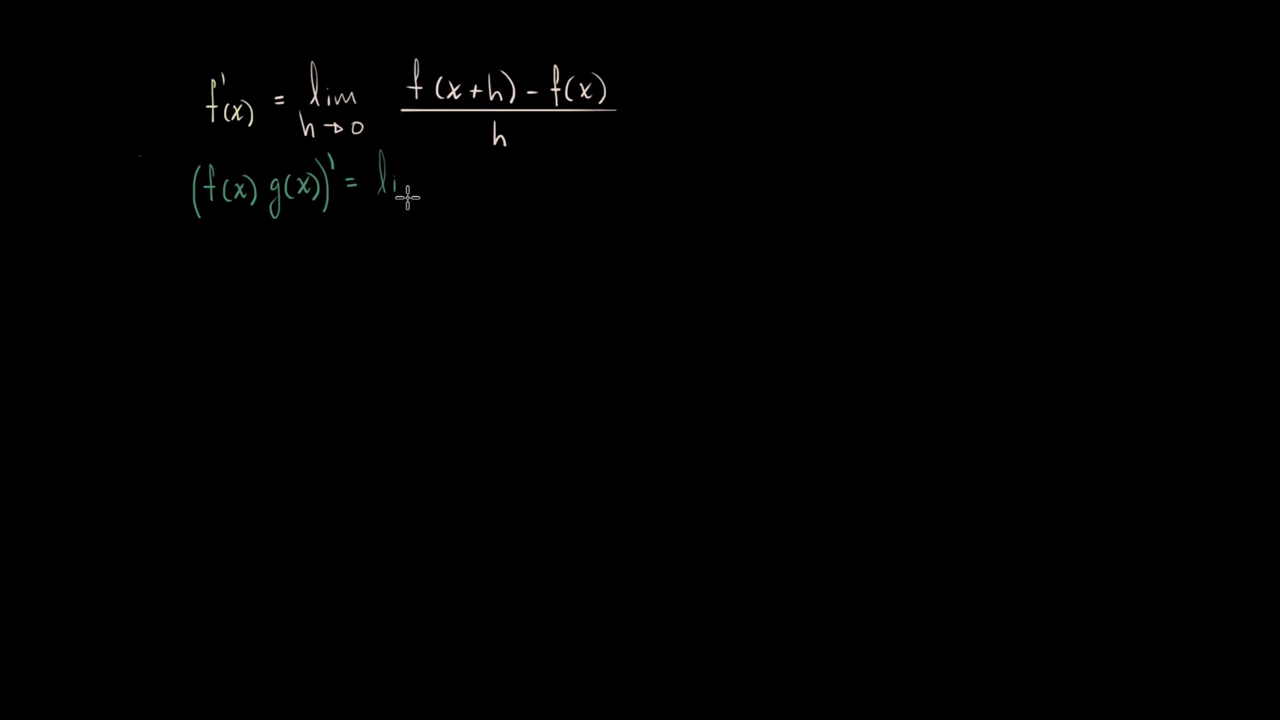 f'(x) = lim h→0 f(x+h) - f(x) / h
(f(x) g(x))' = li